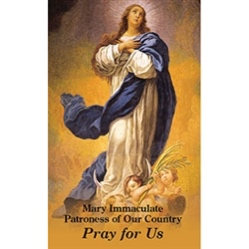 Mary Immaculate
Patroness of Our Country
Pray for Us